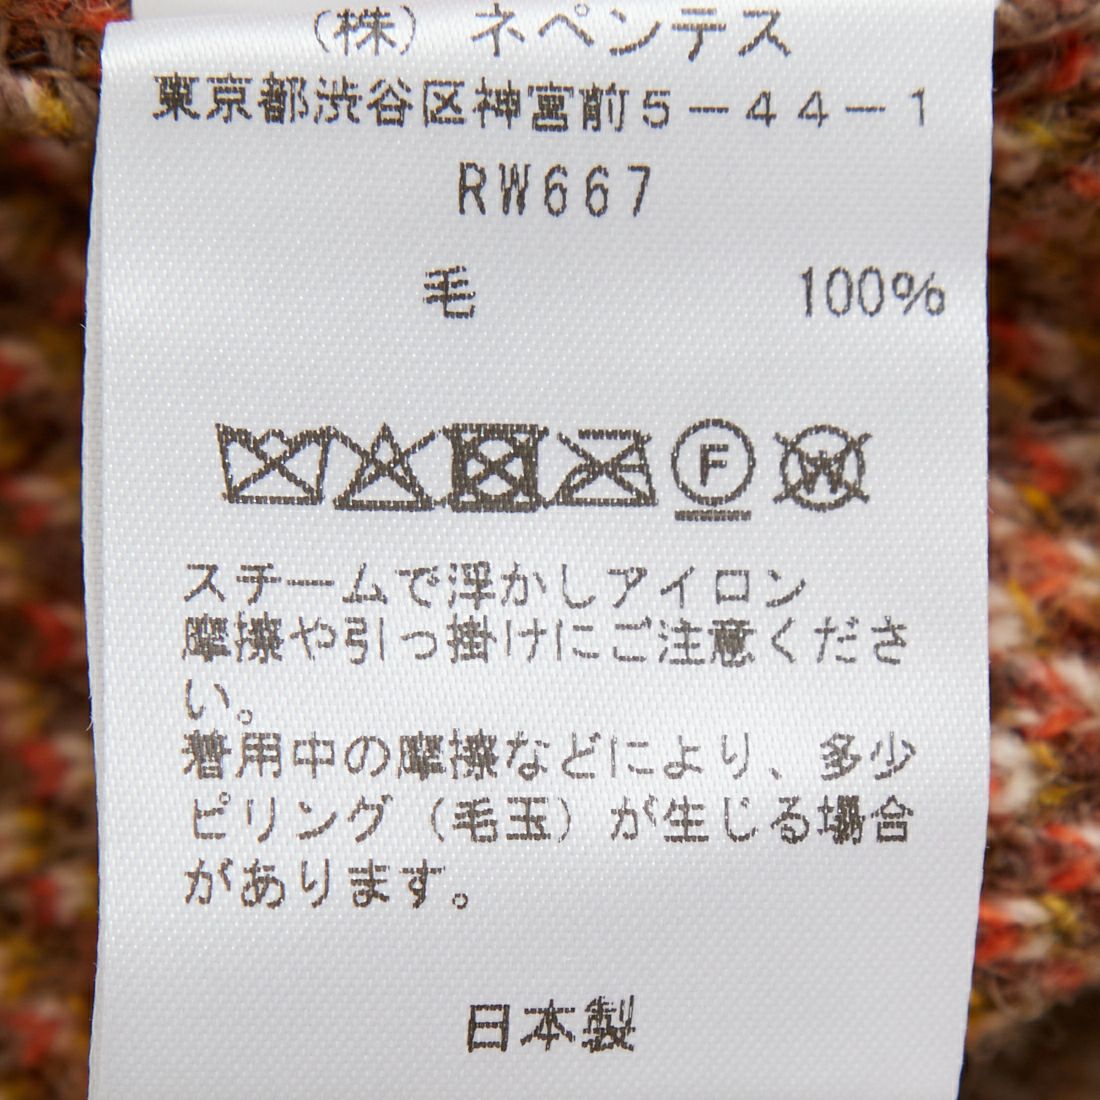 （株）ネペンテス
東京都渋谷区神宮前５－４４－１
RW667
毛 100%
F W
スチームで浮かしアイロン
摩擦や引っ掛けにご注意くださ
い。
着用中の摩擦などにより、多少
ピリング（毛玉）が生じる場合
があります。
日本製